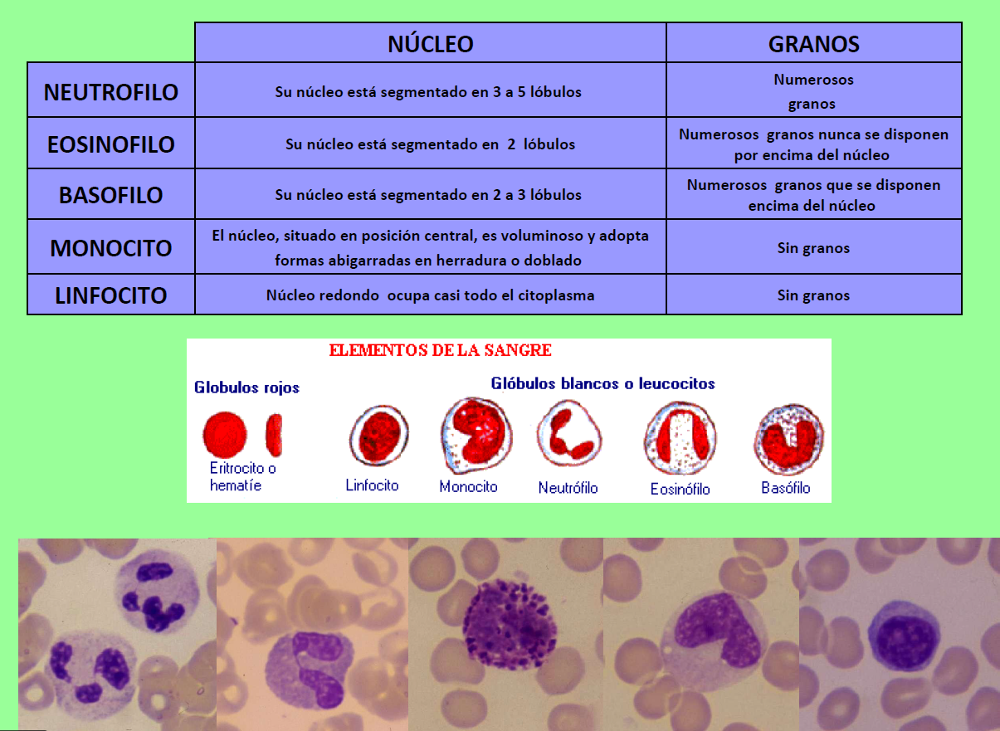 NÚCLEO GRANOS
NEUTROFILO Su núcleo está segmentado en 3 a 5 lóbulos Numerosos
granos
EOSINOFILO Su núcleo está segmentado en 2 lóbulos Numerosos granos nunca se disponen
por encima del núcleo
BASOFILO Su núcleo está segmentado en 2 a 3 lóbulos Numerosos granos que se disponen
encima del núcleo
MONOCITO El núcleo, situado en posición central, es voluminoso y adopta
formas abigarradas en herradura o doblado Sin granos
LINFOCITO Núcleo redondo ocupa casi todo el citoplasma Sin granos
ELEMENTOS DE LA SANGRE
Globulos rojos Glóbulos blancos o leucocitos
Eritrocito o
hematíe
Linfocito Monocito Neutrófilo Eosinófilo Basófilo